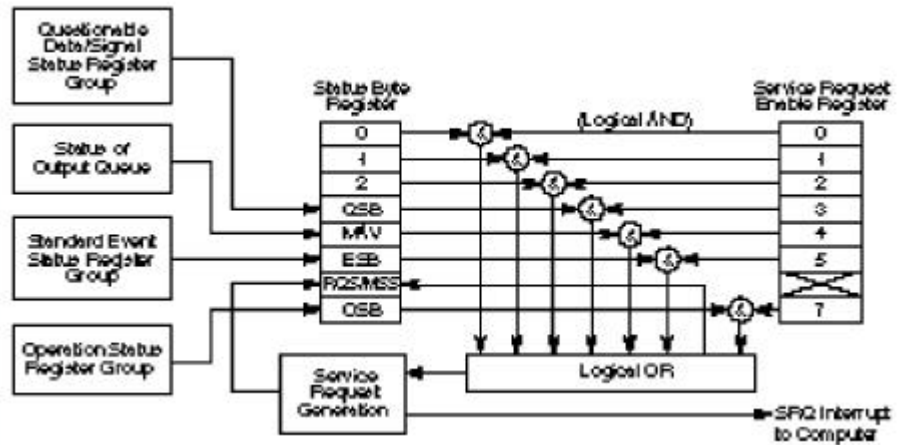 Questionable
Data/Signal
Status Register
Group
Status of
Output Queue
Standard Event
Status Register
Group
Operation Status
Register Group
Status Byte
Register
0
1
2
QSB
MAV
ESB
RQS/MSS
OSB
(Logical AND)
&
&
&
&
&
&
&
Service Request
Enable Register
0
1
2
3
4
5
7
Logical OR
Service
Request
Generation
SRQ Interrupt
to Computer